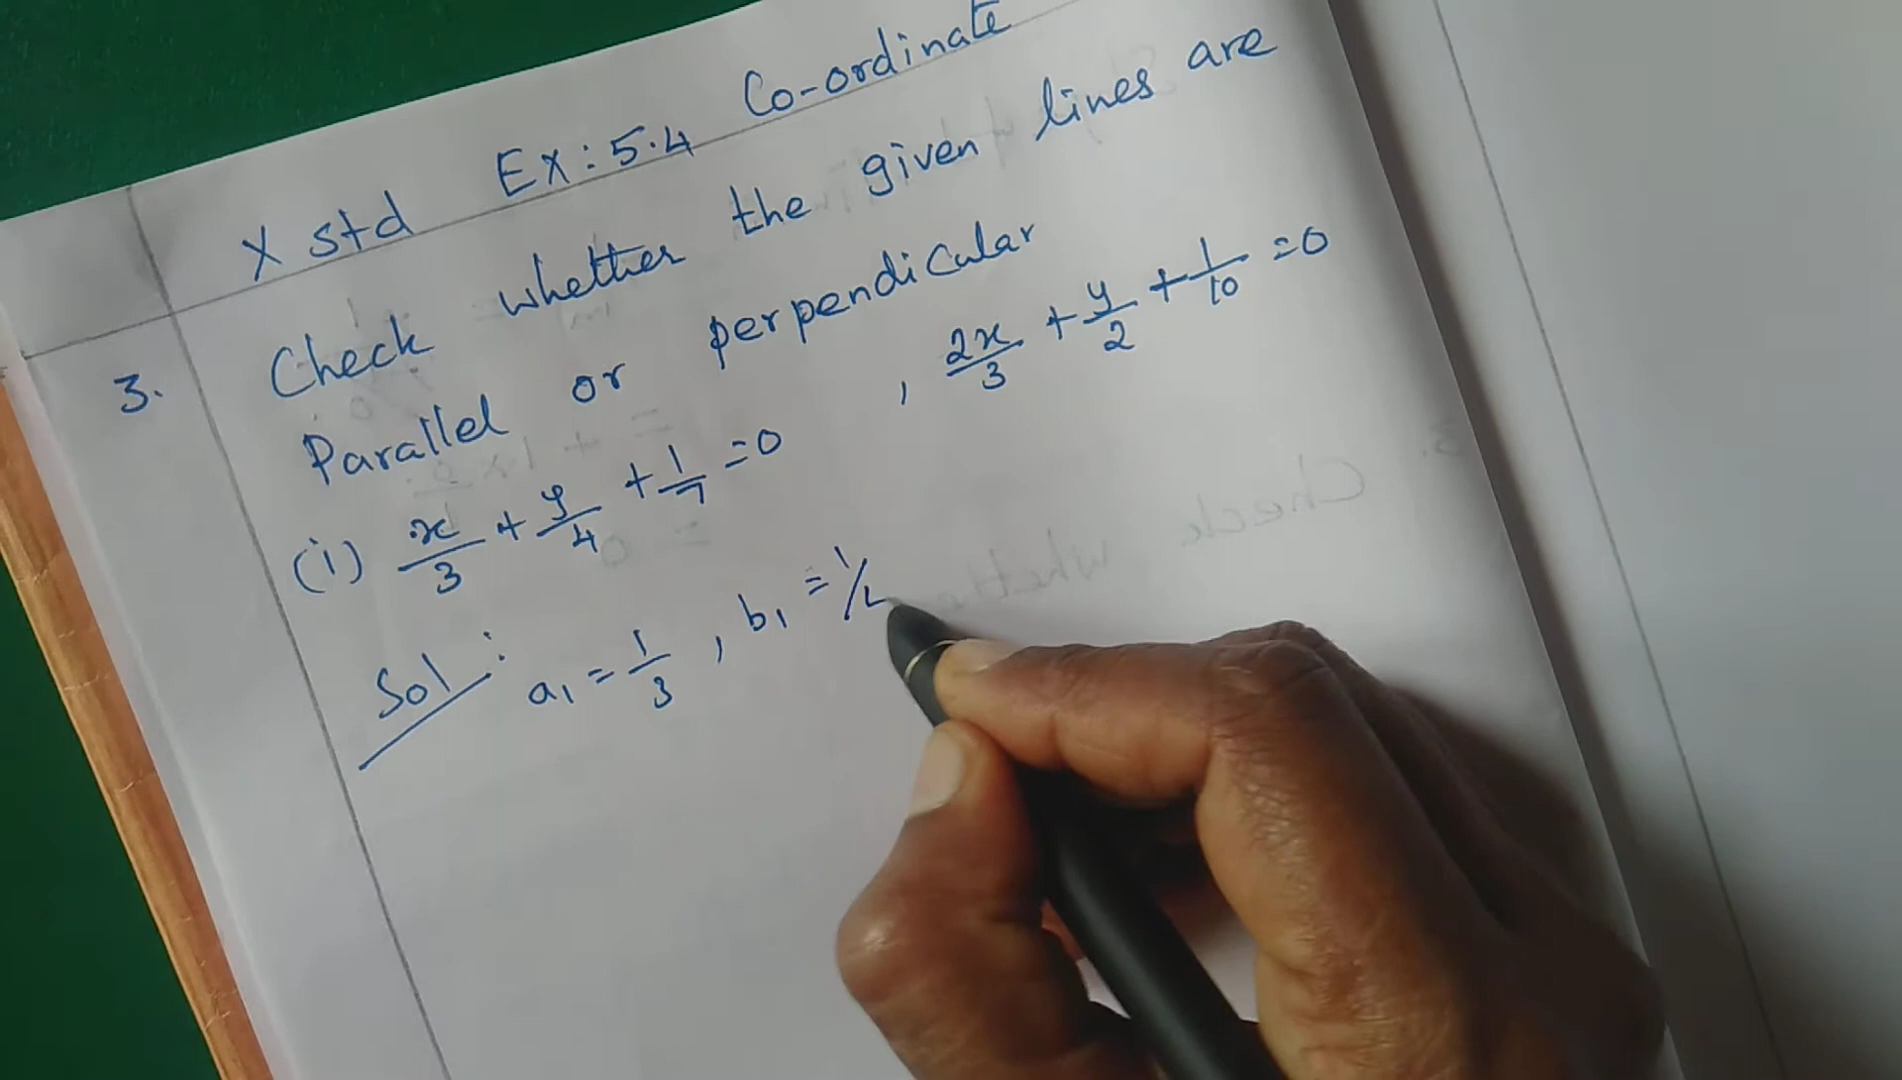 X std Ex: 5.4 Co-ordinate
3. Check whether the given lines are
Parallel or perpendicular
(i) x/3 + y/4 + 1/7 = 0 , 2x/3 + y/2 + 1/10 = 0
Sol: a₁ = 1/3 , b₁ = 1/